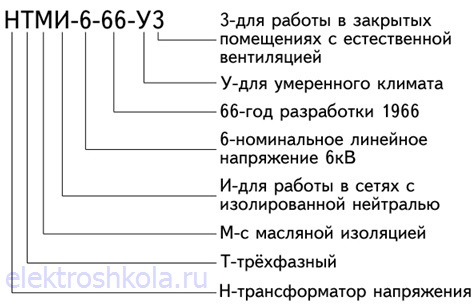 НТМИ-6-66-У3
3-для работы в закрытых
помещениях с естественной
вентиляцией
У-для умеренного климата
66-год разработки 1966
6-номинальное линейное
напряжение 6кВ
И-для работы в сетях с
изолированной нейтралью
М-с масляной изоляцией
Т-трёхфазный
elektroshkola.ru
Н-трансформатор напряжения